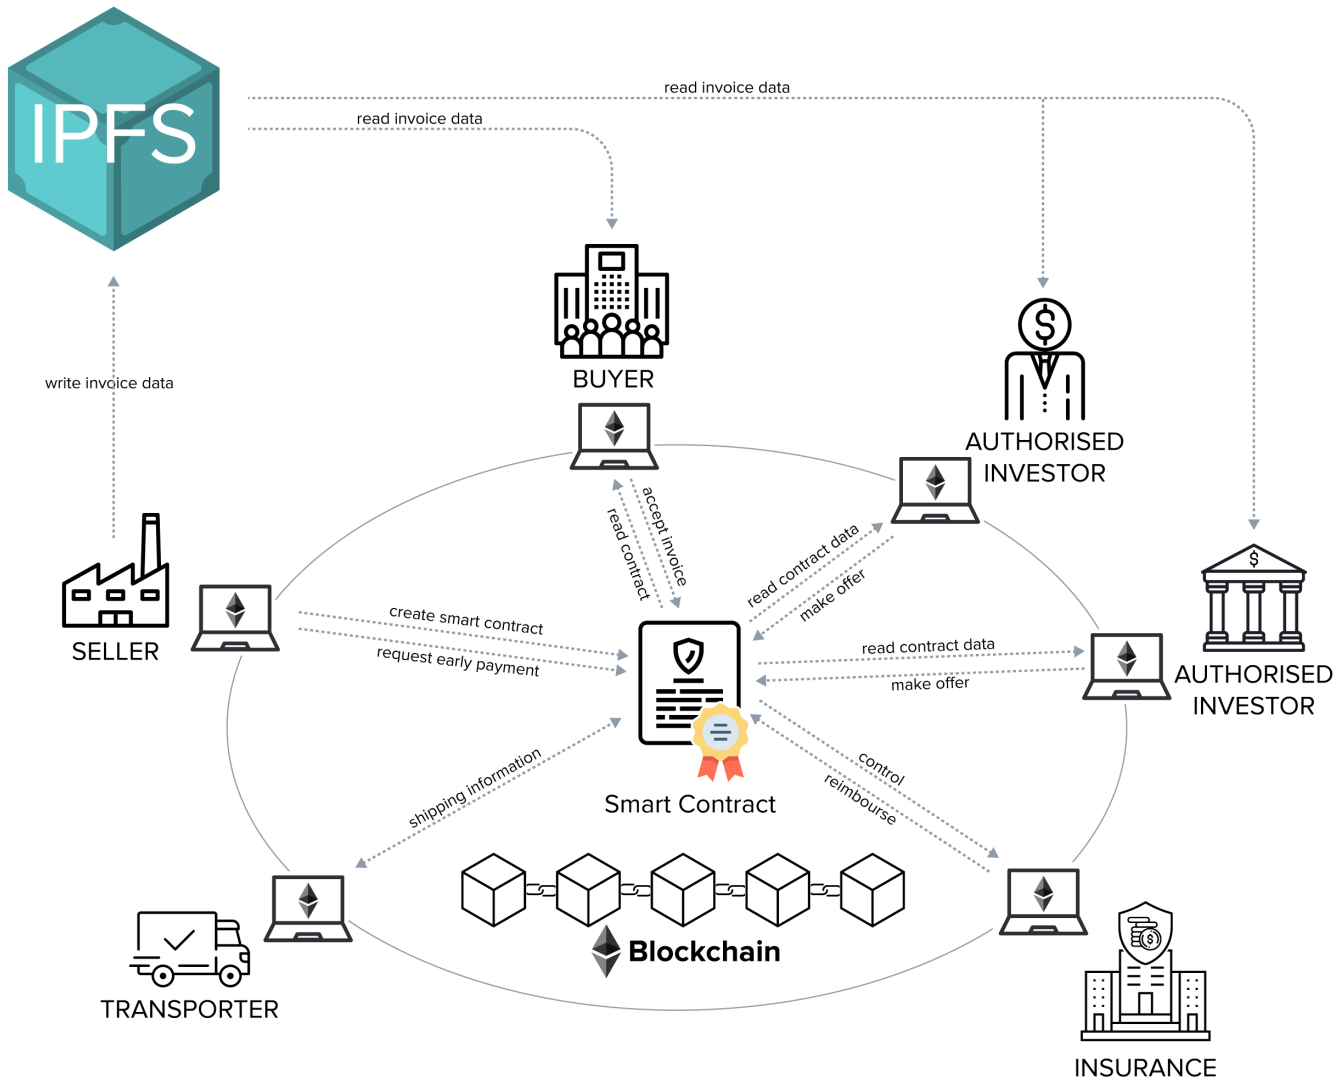 IPFS
read invoice data
read invoice data
write invoice data
BUYER
AUTHORISED
INVESTOR
read contract
accept invoice
read contract data
make offer
SELLER
create smart contract
request early payment
read contract data
make offer
AUTHORISED
INVESTOR
$
$
$
shipping information
control
reimbourse
Smart Contract
Blockchain
TRANSPORTER
INSURANCE